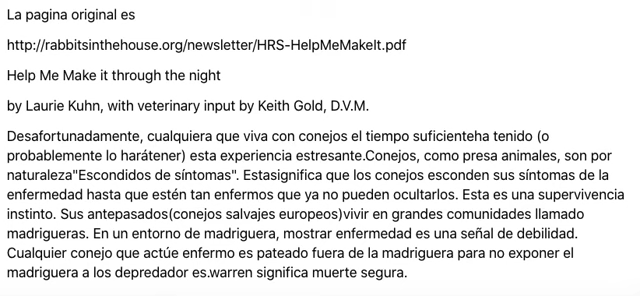 La pagina original es
http://rabbitsinthehouse.org/newsletter/HRS-HelpMeMakeIt.pdf
Help Me Make it through the night
by Laurie Kuhn, with veterinary input by Keith Gold, D.V.M.
Desafortunadamente, cualquiera que viva con conejos el tiempo suficienteha tenido (o
probablemente lo harátener) esta experiencia estresante.Conejos, como presa animales, son por
naturaleza"Escondidos de síntomas". Estasignifica que los conejos esconden sus síntomas de la
enfermedad hasta que estén tan enfermos que ya no pueden ocultarlos. Esta es una supervivencia
instinto. Sus antepasados(conejos salvajes europeos)vivir en grandes comunidades llamado
madrigueras. En un entorno de madriguera, mostrar enfermedad es una señal de debilidad.
Cualquier conejo que actúe enfermo es pateado fuera de la madriguera para no exponer el
madriguera a los depredador es.warren significa muerte segura.